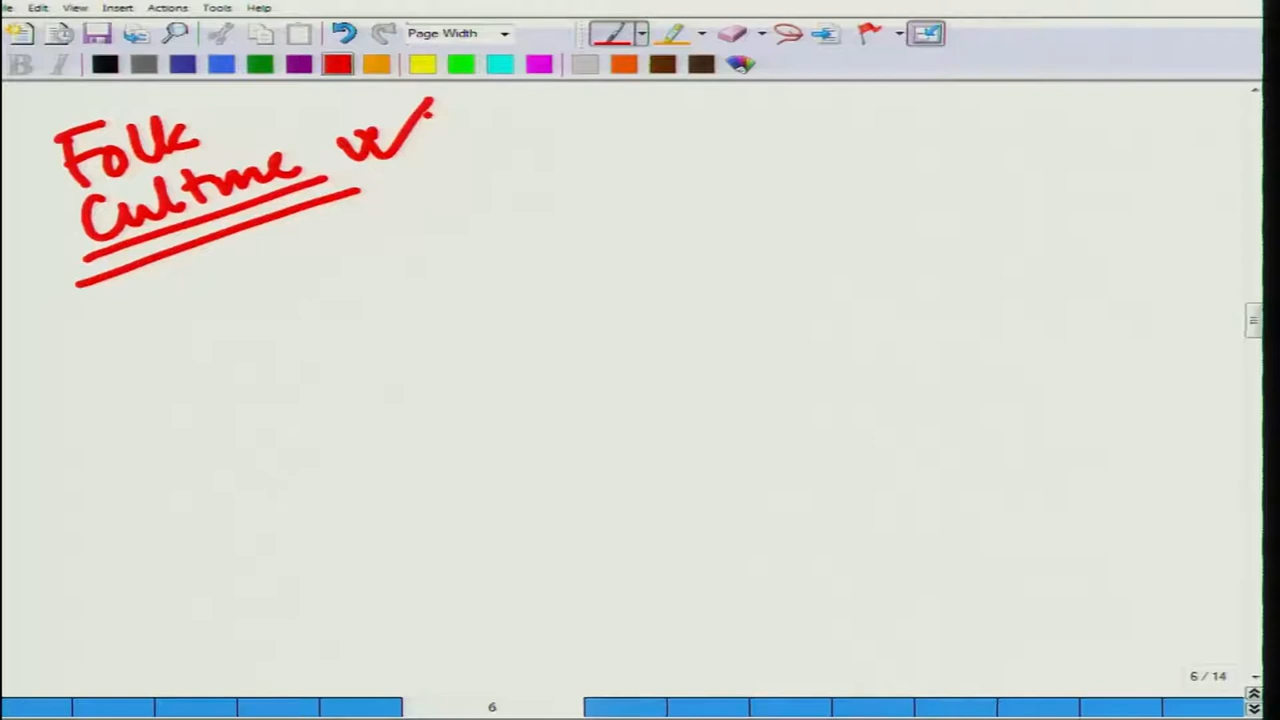 Edit View Insert Actions Tools Help
Page Width
B I
Folk
Culture
6 / 14
6